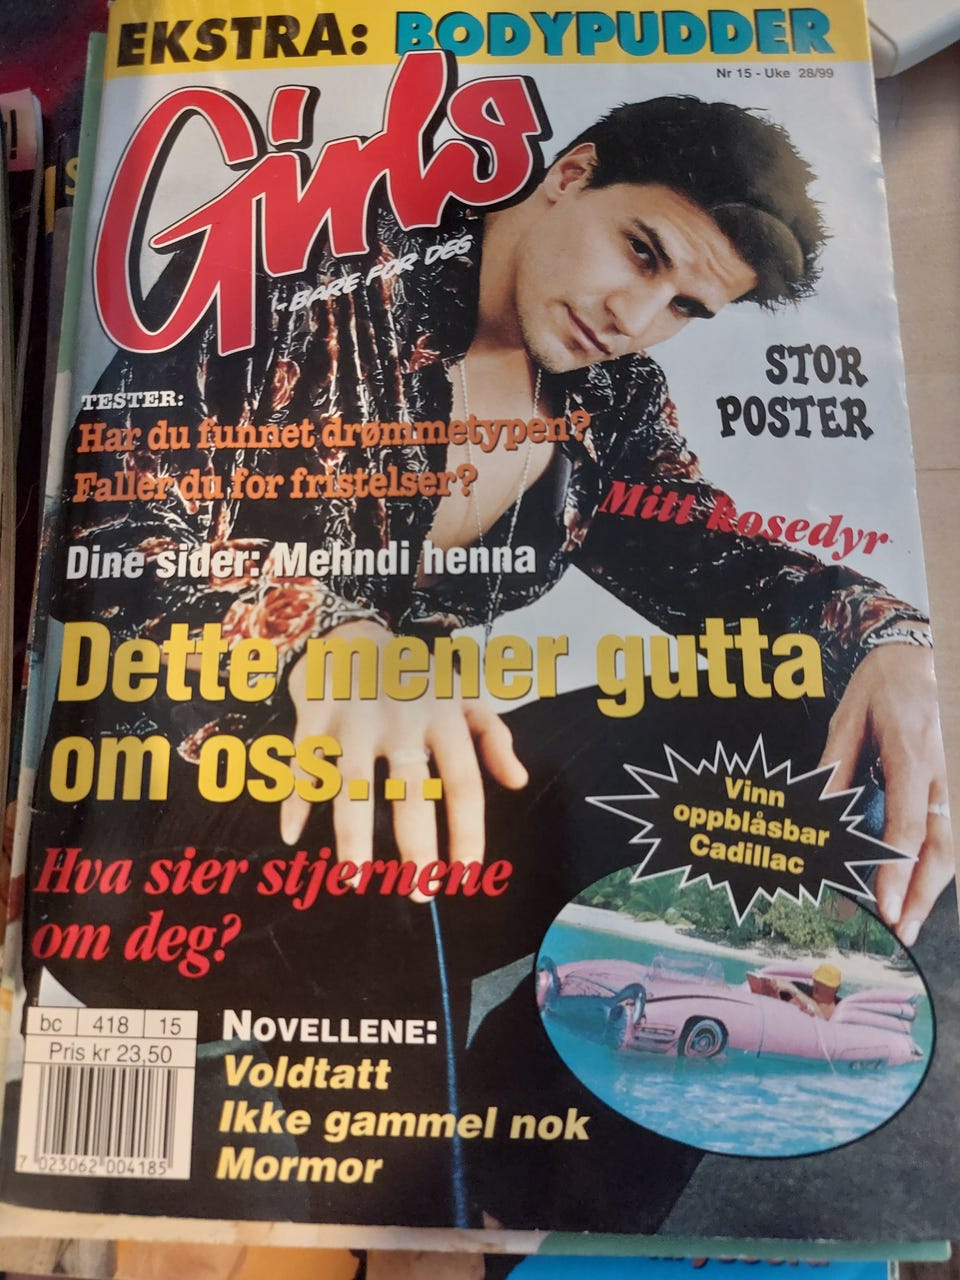 EKSTRA: BODYPUDDER
Nr 15 - Uke 28/99
Girls
- BARE FOR DEG
STOR
POSTER
TESTER:
Har du funnet drømmetypen?
Faller du for fristelser?
Mitt kosedyr
Dine sider: Mehndi henna
Dette mener gutta
om oss...
Vinn
oppblåsbar
Cadillac
Hva sier stjernene
om deg?
bc 418 15
Pris kr 23,50
7 023062 004185
NOVELLENE:
Voldtatt
Ikke gammel nok
Mormor